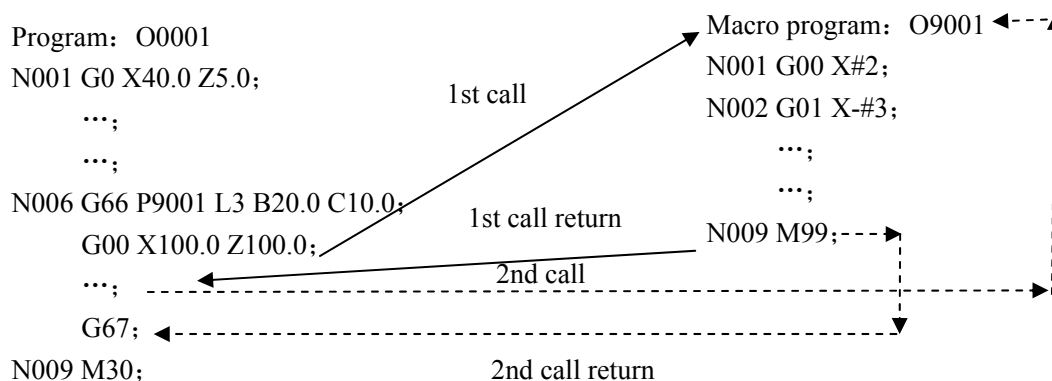 Program：O0001
N001 G0 X40.0 Z5.0；
…；
…；
N006 G66 P9001 L3 B20.0 C10.0；
G00 X100.0 Z100.0；
…；
G67；
N009 M30；
1st call
1st call return
2nd call
2nd call return
Macro program：O9001
N001 G00 X#2；
N002 G01 X-#3；
…；
…；
N009 M99；